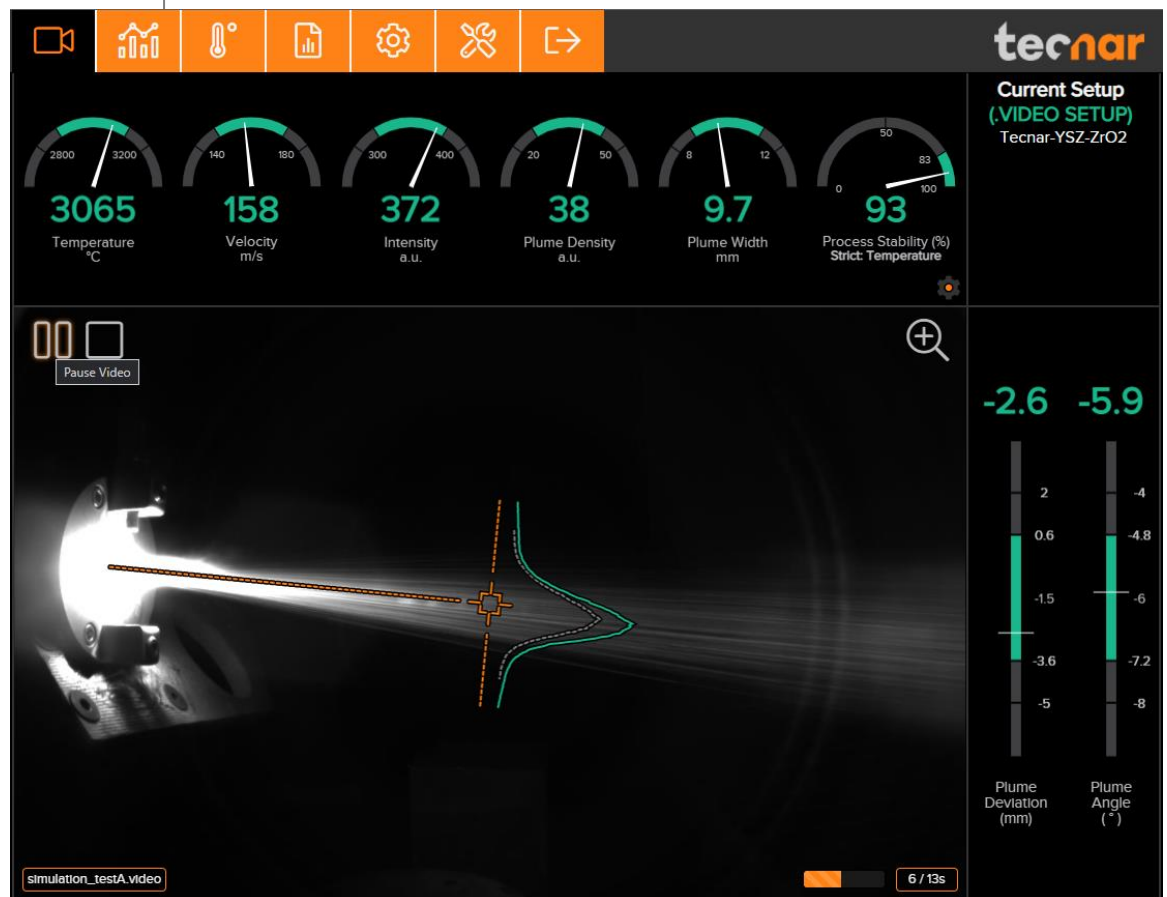 tecnar
Current Setup
(.VIDEO SETUP)
Tecnar-YSZ-ZrO2
2800 3200
3065
Temperature
°C
140 180
158
Velocity
m/s
300 400
372
Intensity
a.u.
20 50
38
Plume Density
a.u.
8 12
9.7
Plume Width
mm
50
83
0 100
93
Process Stability (%)
Strict: Temperature
Pause Video
-2.6 -5.9
2
0.6
-1.5
-3.6
-5
Plume
Deviation
(mm)
-4
-4.8
-6
-7.2
-8
Plume
Angle
(°)
simulation_testA.video
6 / 13s